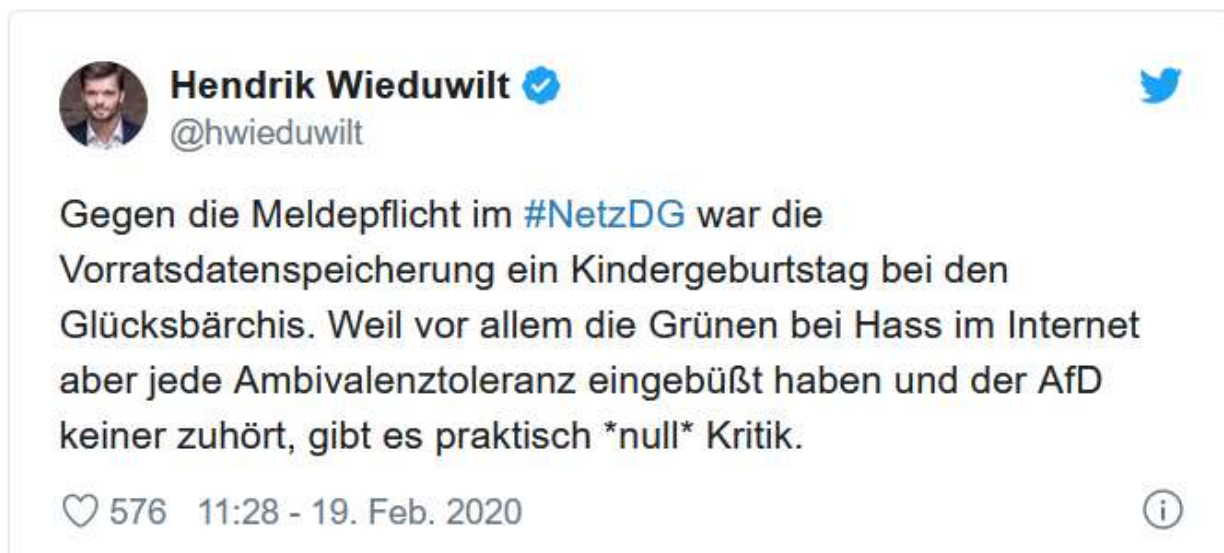 Hendrik Wieduwilt
@hwieduwilt
Gegen die Meldepflicht im #NetzDG war die
Vorratsdatenspeicherung ein Kindergeburtstag bei den
Glücksbärchis. Weil vor allem die Grünen bei Hass im Internet
aber jede Ambivalenztoleranz eingebüßt haben und der AfD
keiner zuhört, gibt es praktisch *null* Kritik.
576 11:28 - 19. Feb. 2020